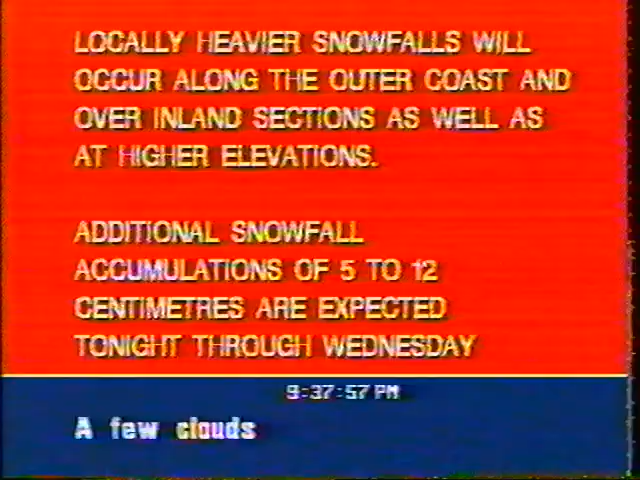 LOCALLY HEAVIER SNOWFALLS WILL
OCCUR ALONG THE OUTER COAST AND
OVER INLAND SECTIONS AS WELL AS
AT HIGHER ELEVATIONS.
ADDITIONAL SNOWFALL
ACCUMULATIONS OF 5 TO 12
CENTIMETRES ARE EXPECTED
TONIGHT THROUGH WEDNESDAY
9:37:57 PM
A few clouds